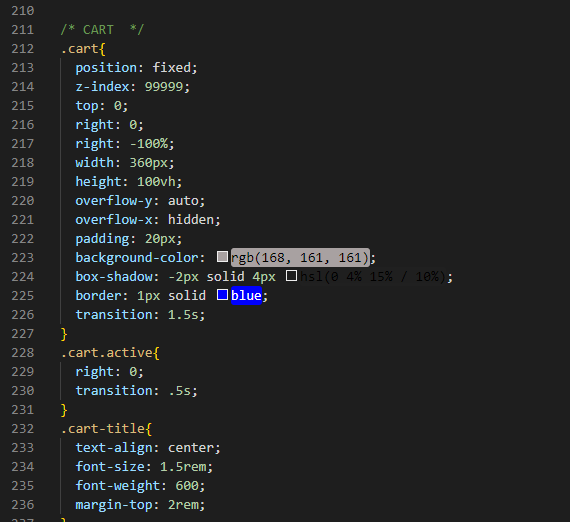 210
211 /* CART  */
212 .cart{
213 position: fixed;
214 z-index: 99999;
215 top: 0;
216 right: 0;
217 right: -100%;
218 width: 360px;
219 height: 100vh;
220 overflow-y: auto;
221 overflow-x: hidden;
222 padding: 20px;
223 background-color: rgb(168, 161, 161);
224 box-shadow: -2px solid 4px hsl(0 4% 15% / 10%);
225 border: 1px solid blue;
226 transition: 1.5s;
227 }
228 .cart.active{
229 right: 0;
230 transition: .5s;
231 }
232 .cart-title{
233 text-align: center;
234 font-size: 1.5rem;
235 font-weight: 600;
236 margin-top: 2rem;
237 }